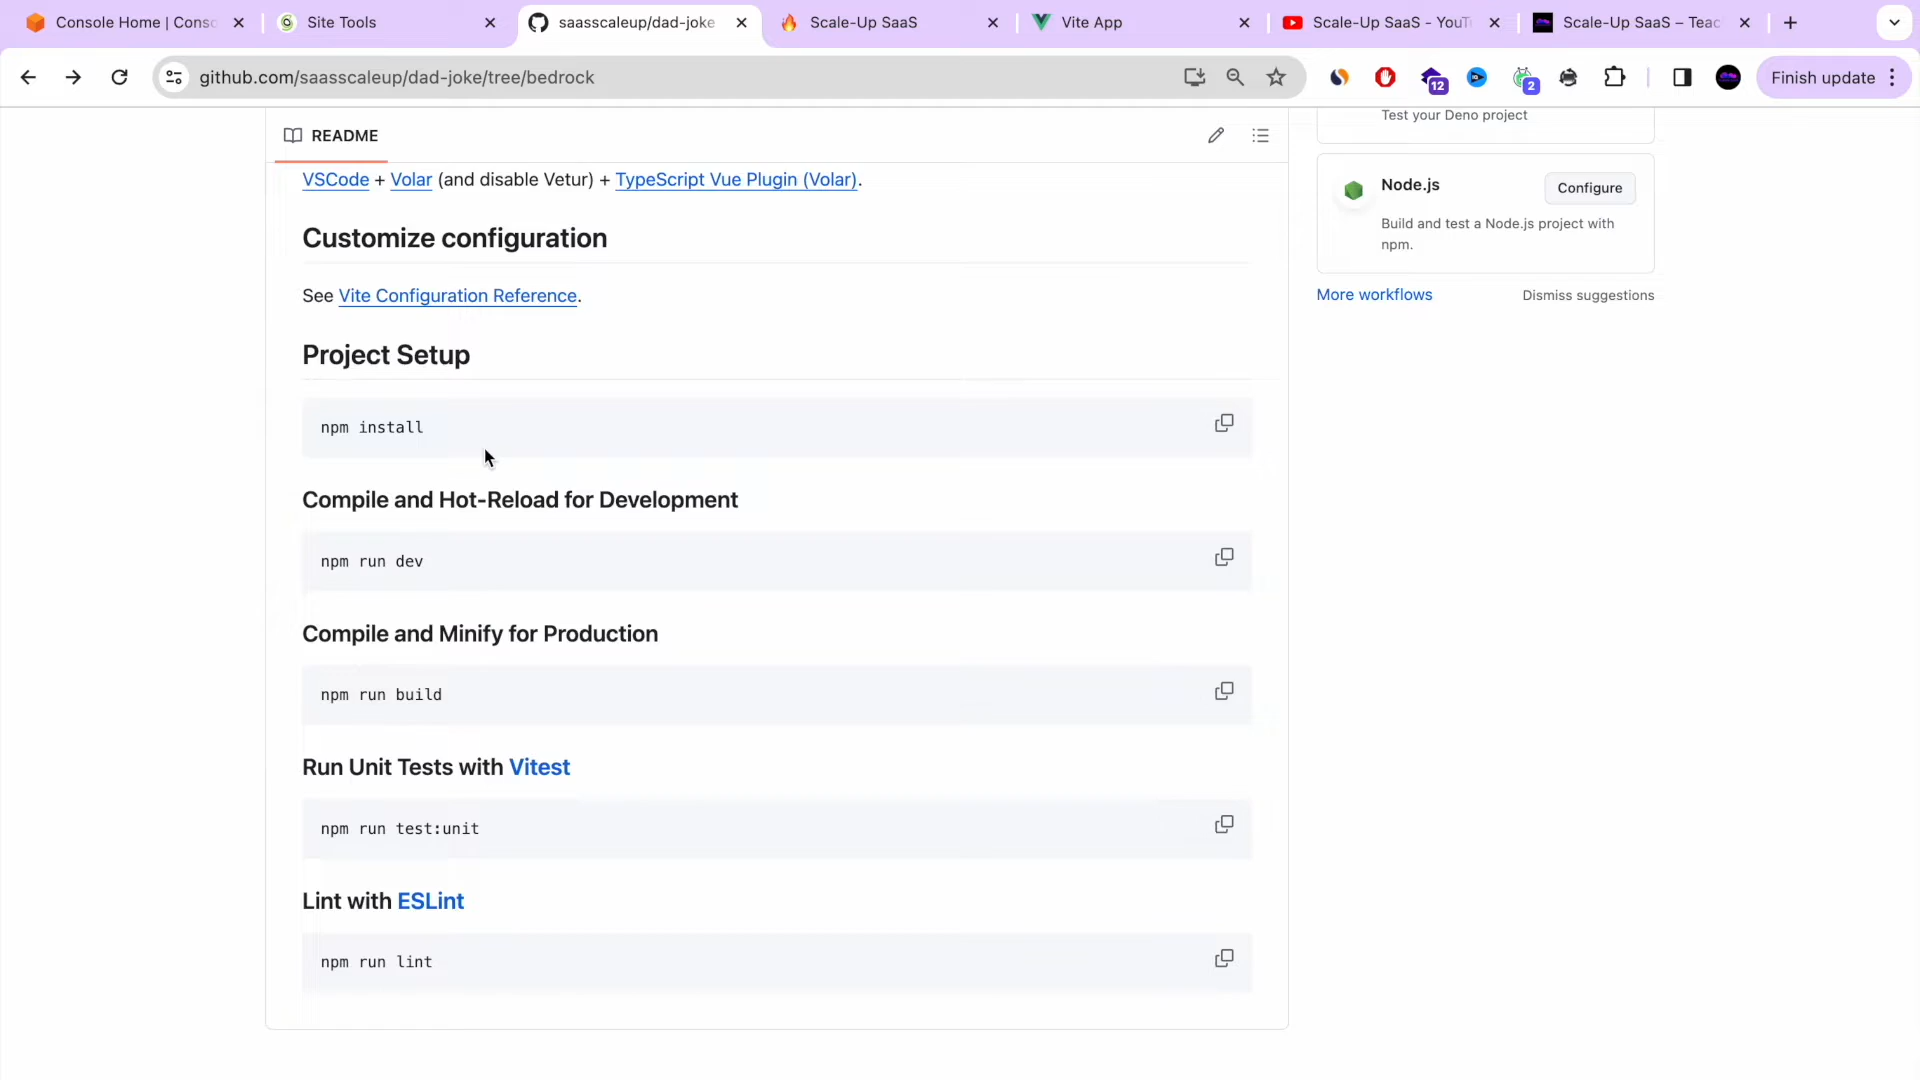 Console Home | Conso
Site Tools
saasscaleup/dad-joke
Scale-Up SaaS
Vite App
Scale-Up SaaS - YouTu
Scale-Up SaaS – Teac
github.com/saasscaleup/dad-joke/tree/bedrock
12
2
Finish update
README
VSCode + Volar (and disable Vetur) + TypeScript Vue Plugin (Volar).
Customize configuration
See Vite Configuration Reference.
Project Setup
npm install
Compile and Hot-Reload for Development
npm run dev
Compile and Minify for Production
npm run build
Run Unit Tests with Vitest
npm run test:unit
Lint with ESLint
npm run lint
Test your Deno project
Node.js
Configure
Build and test a Node.js project with
npm.
More workflows
Dismiss suggestions